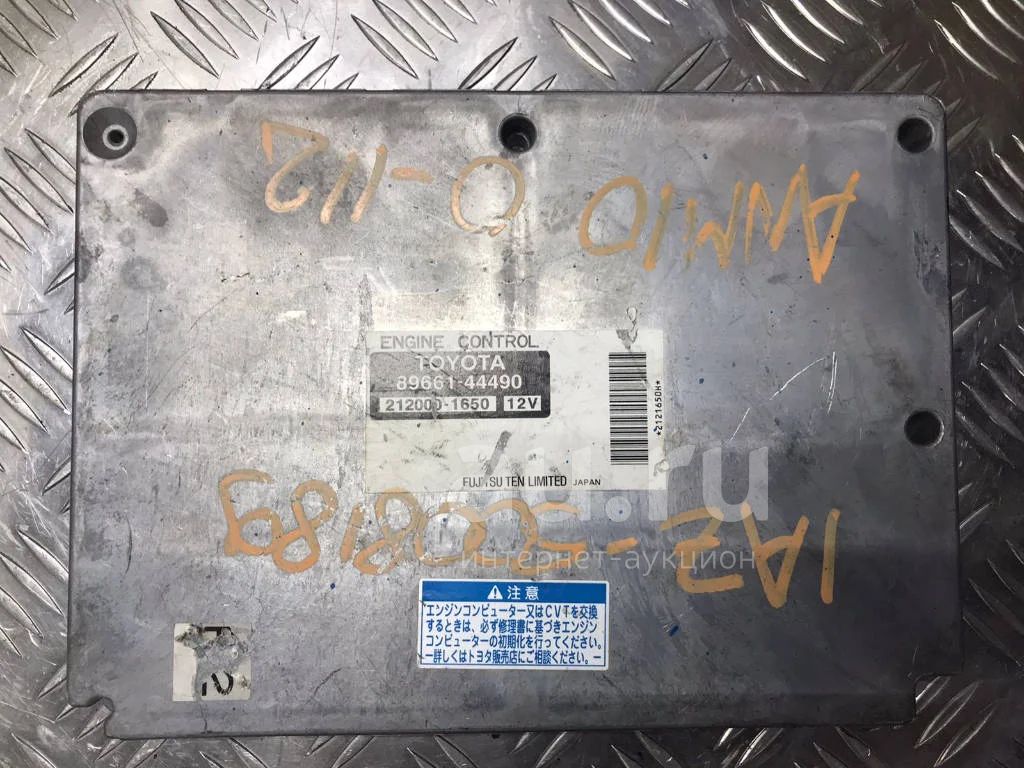 ANM10 Q-112
ENGINE CONTROL
TOYOTA
89661-44490
212000-1650 12V
*2121650W*
FUJITSU TEN LIMITED JAPAN
zu.ru
интернет-аукцион
⚠注意
エンジンコンピューター又はCVTを交換
するときは、必ず修理書に基づきエンジン
コンピューターの初期化を行ってください。
ー詳しくはトヨタ販売店にご相談ください。ー